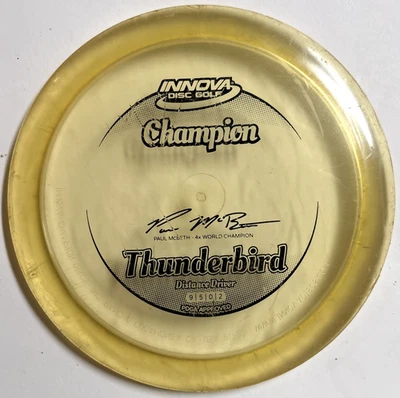 INNOVA
DISC GOLF
Champion
PAUL McBETH - 4x WORLD CHAMPION
Thunderbird
Distance Driver
9 5 0 2
PDGA APPROVED